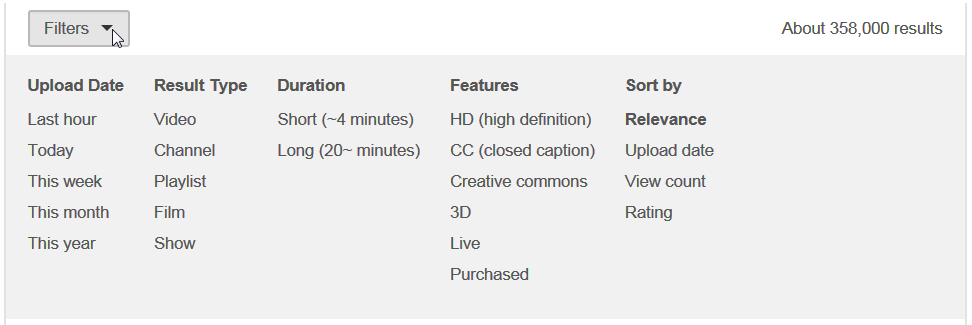 Filters
About 358,000 results
Upload Date Result Type Duration Features Sort by
Last hour Video Short (~4 minutes) HD (high definition) Relevance
Today Channel Long (20~ minutes) CC (closed caption) Upload date
This week Playlist Creative commons View count
This month Film 3D Rating
This year Show Live
Purchased